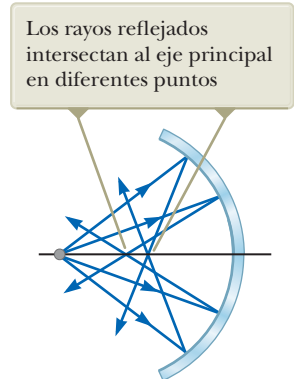 Los rayos reflejados
intersectan al eje principal
en diferentes puntos